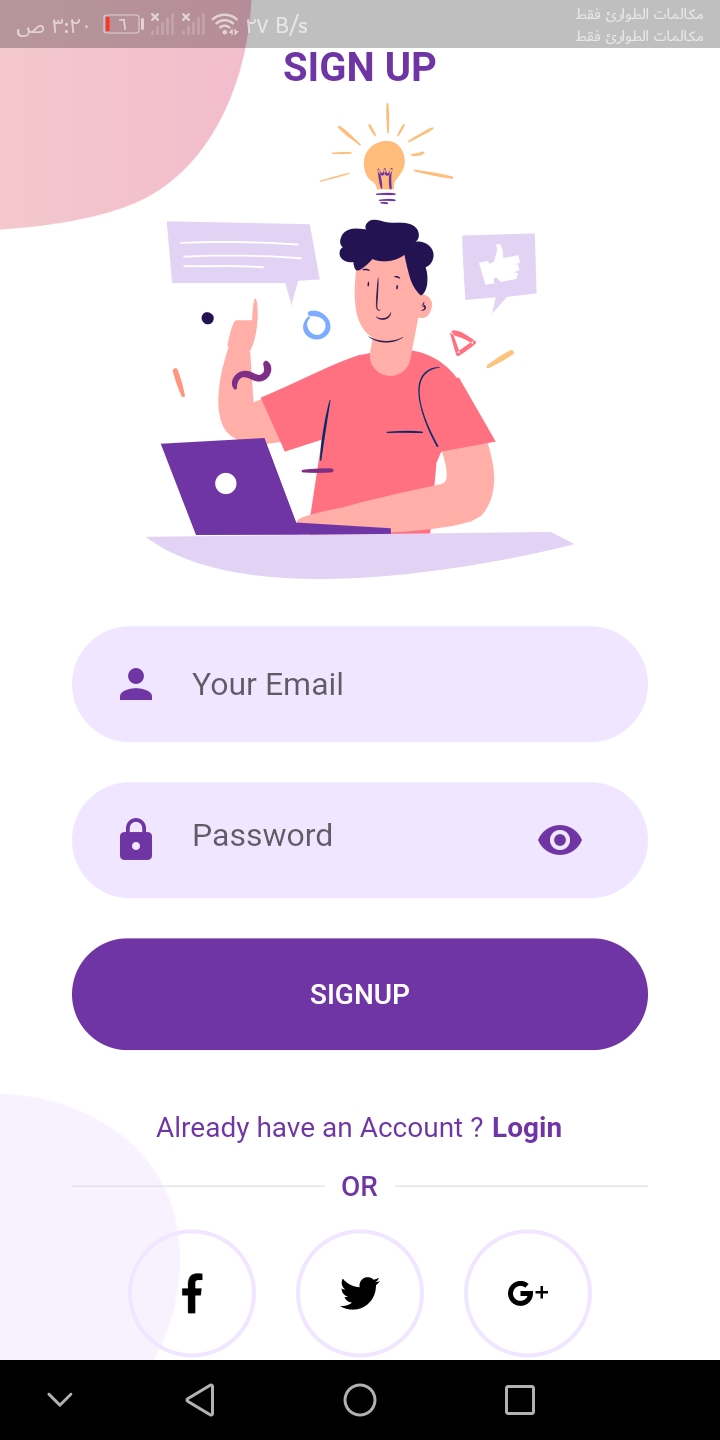 ٣:٢٠ ص ٦ ٢٧ B/s مكالمات الطوارئ فقط
مكالمات الطوارئ فقط
SIGN UP
Your Email
Password
SIGNUP
Already have an Account ? Login
OR
G+